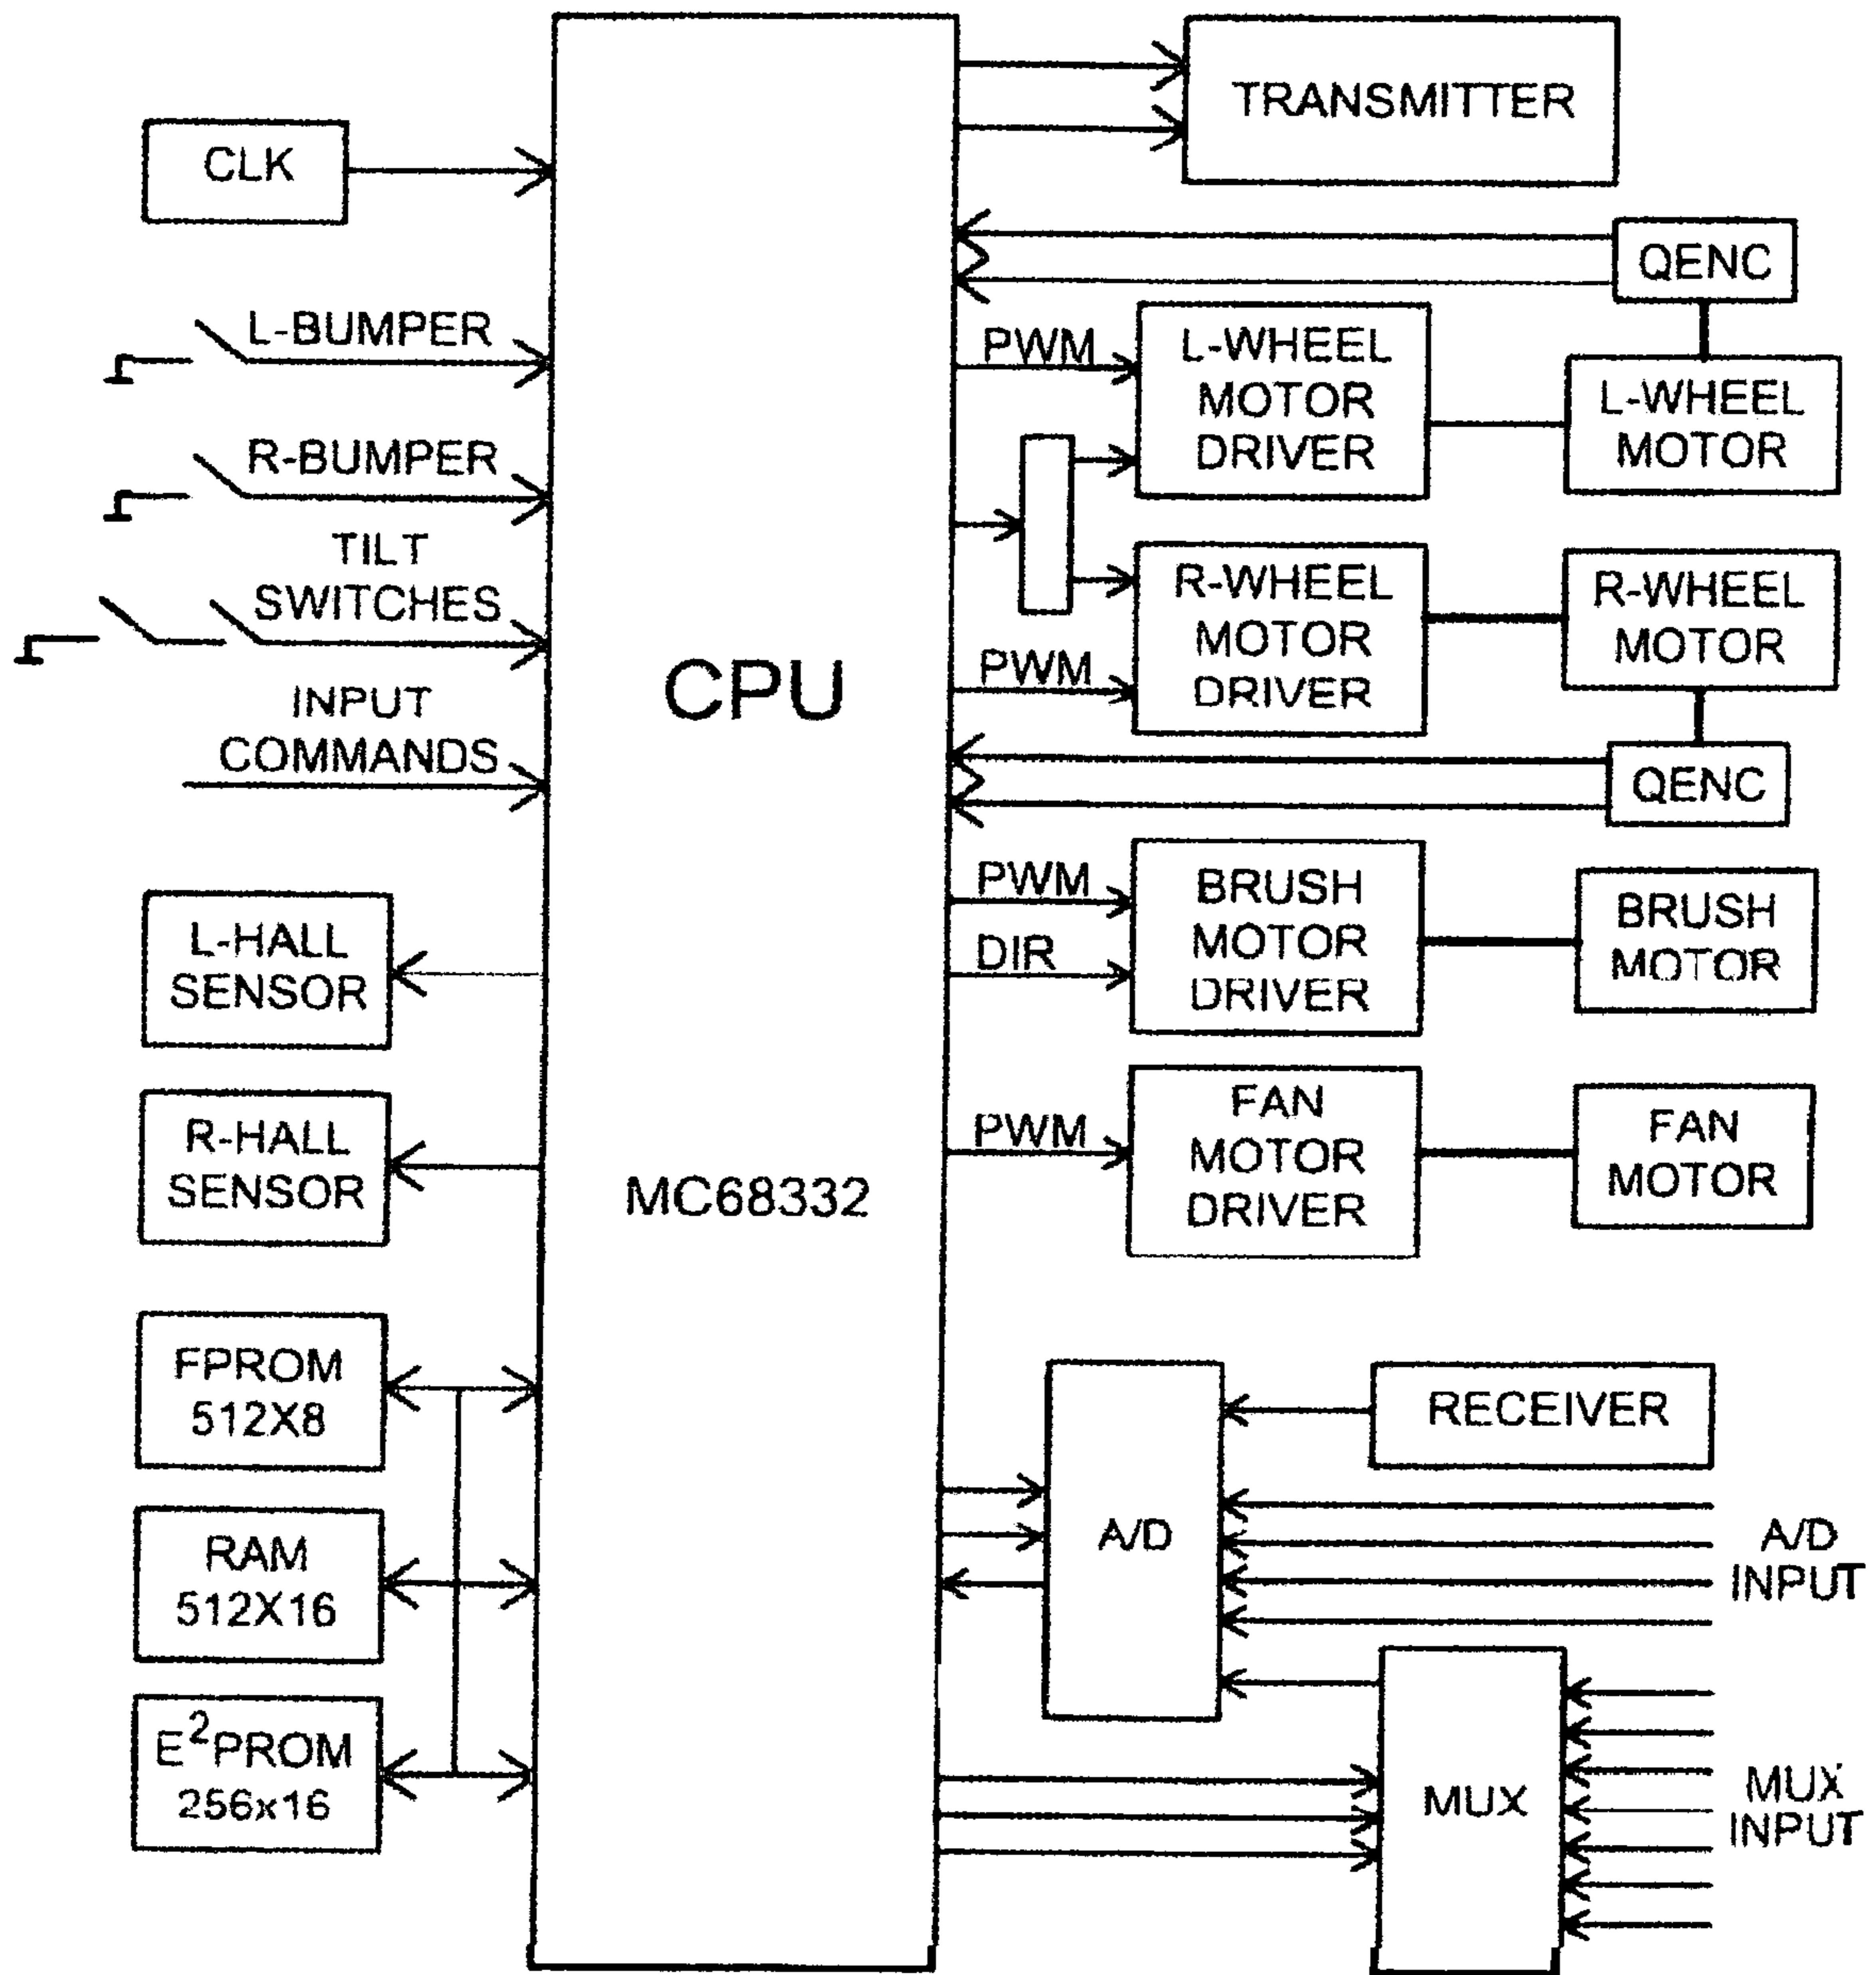 TRANSMITTER
CLK
QENC
L-BUMPER
PWM
L-WHEEL
MOTOR
DRIVER
L-WHEEL
MOTOR
R-BUMPER
TILT
SWITCHES
R-WHEEL
MOTOR
DRIVER
R-WHEEL
MOTOR
PWM
CPU
INPUT
COMMANDS
QENC
PWM
DIR
BRUSH
MOTOR
DRIVER
BRUSH
MOTOR
L-HALL
SENSOR
R-HALL
SENSOR
MC68332
PWM
FAN
MOTOR
DRIVER
FAN
MOTOR
FPROM
512X8
RECEIVER
RAM
512X16
A/D
A/D
INPUT
E²PROM
256x16
MUX
MUX
INPUT